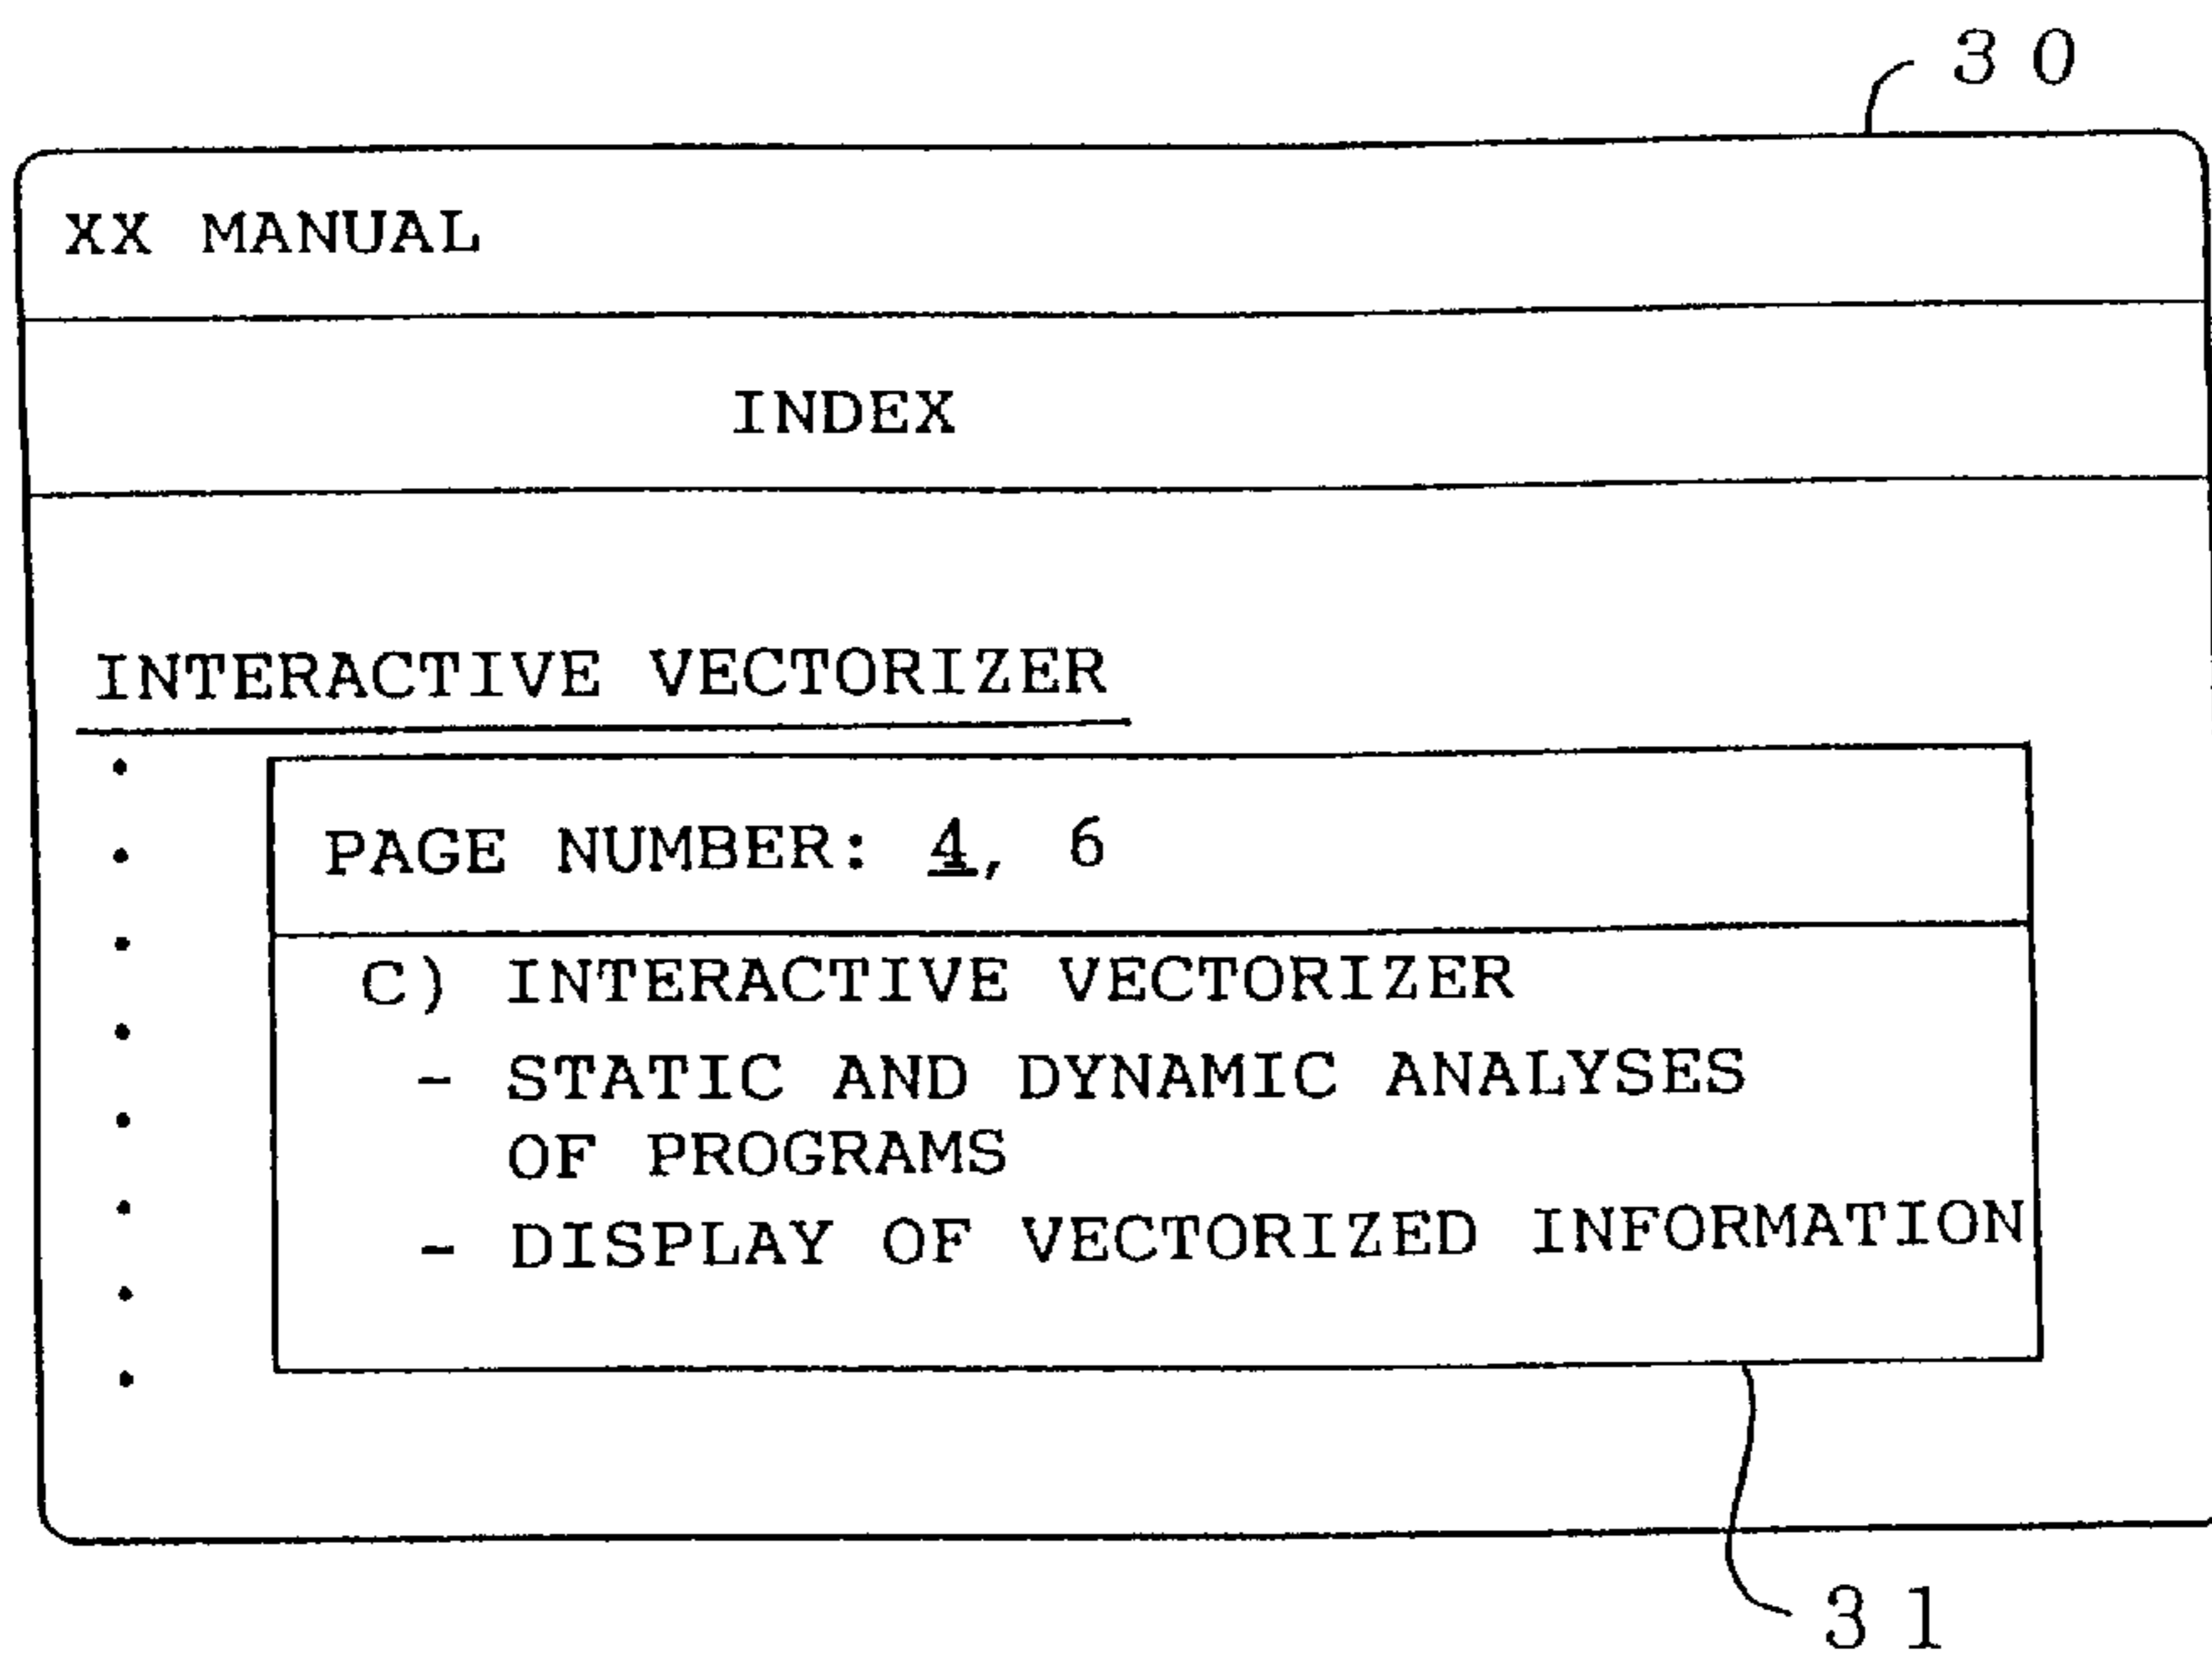 30
XX MANUAL
INDEX
INTERACTIVE VECTORIZER
PAGE NUMBER: 4, 6
C) INTERACTIVE VECTORIZER
- STATIC AND DYNAMIC ANALYSES
OF PROGRAMS
- DISPLAY OF VECTORIZED INFORMATION
31